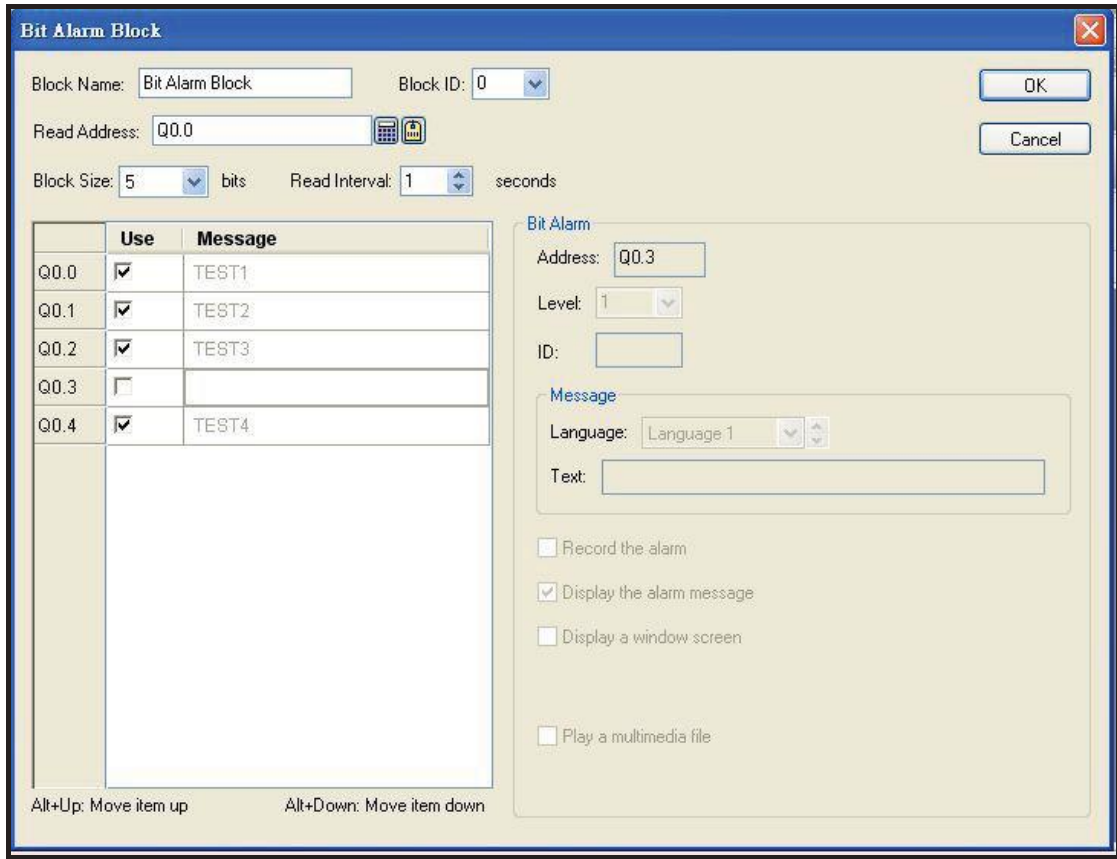 Bit Alarm Block
Block Name: Bit Alarm Block Block ID: 0 OK
Read Address: Q0.0 Cancel
Block Size: 5 bits Read Interval: 1 seconds
Use Message
Q0.0 TEST1
Q0.1 TEST2
Q0.2 TEST3
Q0.3
Q0.4 TEST4
Alt+Up: Move item up Alt+Down: Move item down
Bit Alarm
Address: Q0.3
Level: 1
ID:
Message
Language: Language 1
Text:
Record the alarm
Display the alarm message
Display a window screen
Play a multimedia file